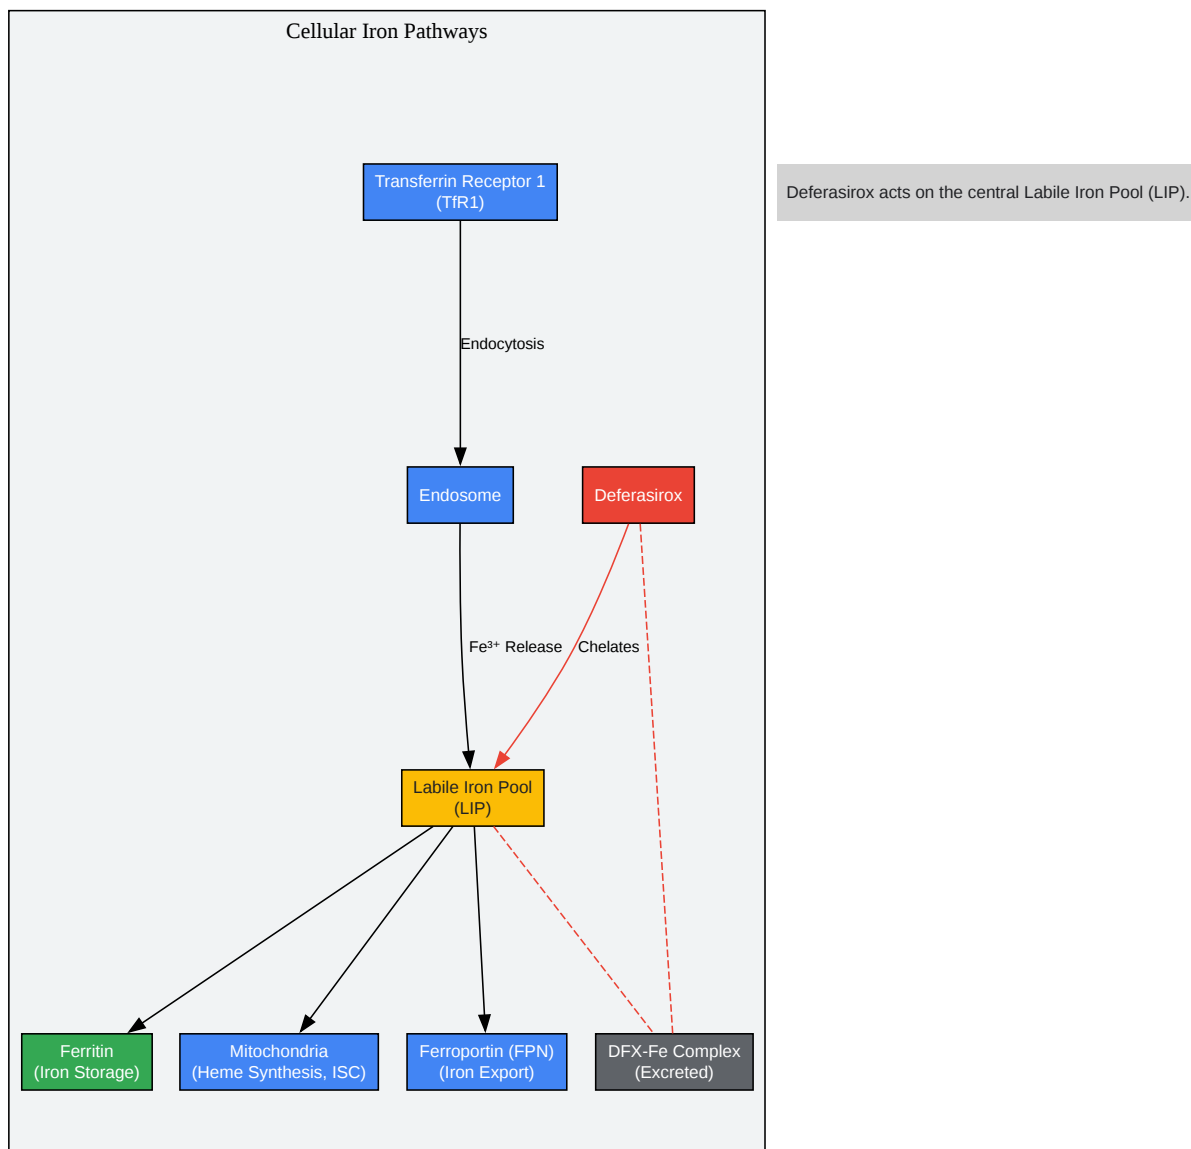 Cellular Iron Pathways
Transferrin Receptor 1
(TfR1)
Deferasirox acts on the central Labile Iron Pool (LIP).
Endocytosis
Endosome
Deferasirox
Fe³⁺ Release
Chelates
Labile Iron Pool
(LIP)
Ferritin
(Iron Storage)
Mitochondria
(Heme Synthesis, ISC)
Ferroportin (FPN)
(Iron Export)
DFX-Fe Complex
(Excreted)